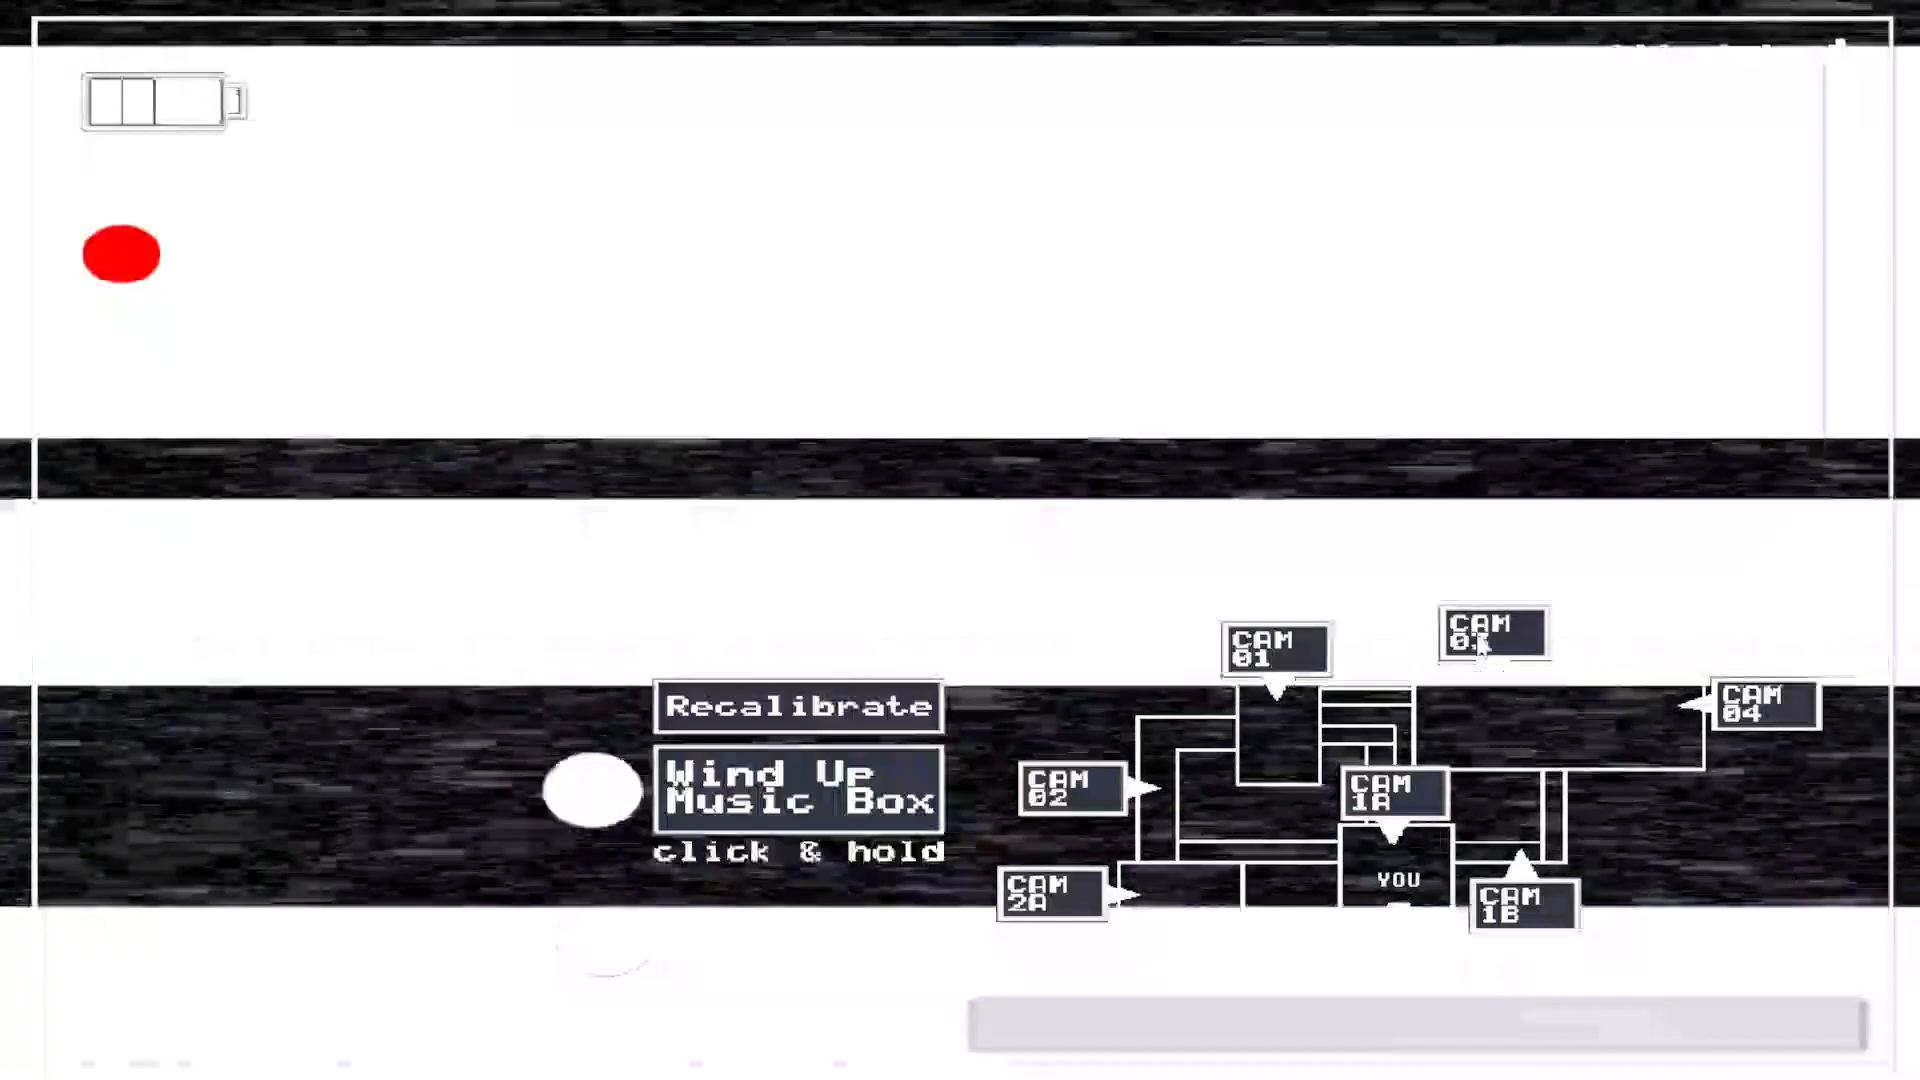 CAM
01
CAM
Recalibrate
CAM
04
Wind Up
Music Box
click & hold
CAM
02
CAM
1A
CAM
2A
YOU
CAM
1B